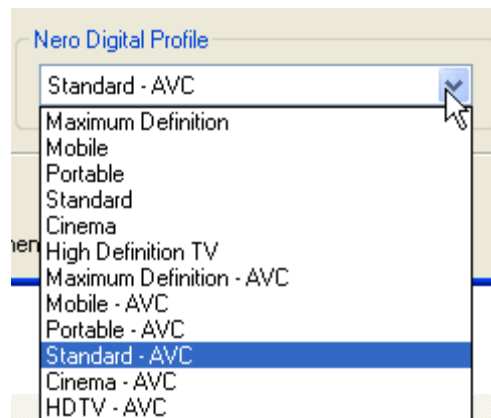 Nero Digital Profile
Standard - AVC
Maximum Definition
Mobile
Portable
Standard
Cinema
High Definition TV
Maximum Definition - AVC
Mobile - AVC
Portable - AVC
Standard - AVC
Cinema - AVC
HDTV - AVC